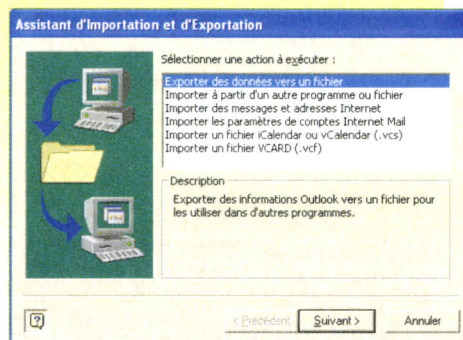 Assistant d'Importation et d'Exportation
Sélectionner une action à exécuter :
Exporter des données vers un fichier
Importer à partir d'un autre programme ou fichier
Importer des messages et adresses Internet
Importer les paramètres de comptes Internet Mail
Importer un fichier iCalendar ou vCalendar (.vcs)
Importer un fichier VCARD (.vcf)
Description
Exporter des informations Outlook vers un fichier pour
les utiliser dans d'autres programmes.
< Précédent Suivant > Annuler